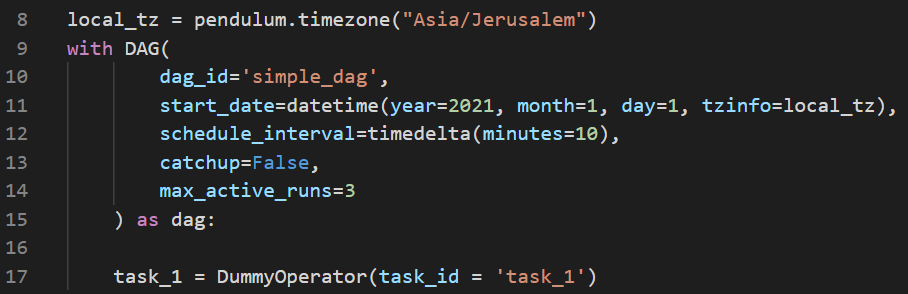 8 local_tz = pendulum.timezone("Asia/Jerusalem")
9 with DAG(
10 dag_id='simple_dag',
11 start_date=datetime(year=2021, month=1, day=1, tzinfo=local_tz),
12 schedule_interval=timedelta(minutes=10),
13 catchup=False,
14 max_active_runs=3
15 ) as dag:
16
17 task_1 = DummyOperator(task_id = 'task_1')